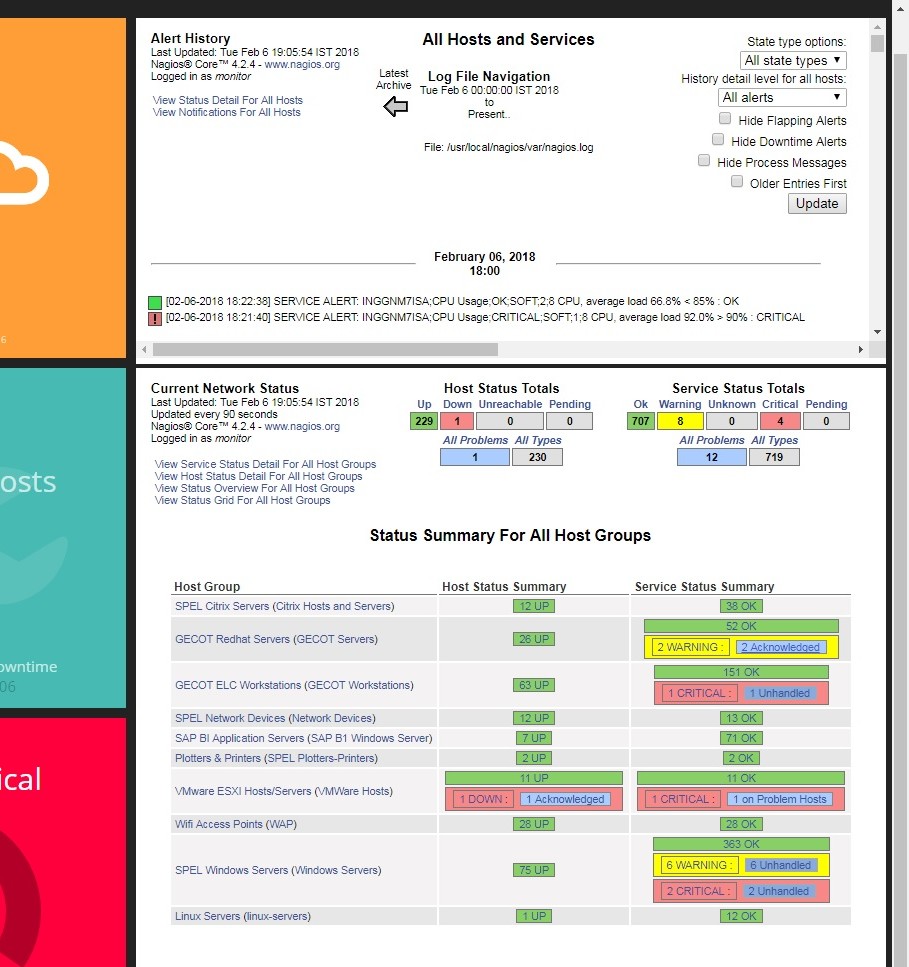 Alert History
Last Updated: Tue Feb 6 19:05:54 IST 2018
Nagios® Core™ 4.2.4 - www.nagios.org
Logged in as monitor
View Status Detail For All Hosts
View Notifications For All Hosts
All Hosts and Services
Latest
Archive
Log File Navigation
Tue Feb 6 00:00:00 IST 2018
to
Present..
File: /usr/local/nagios/var/nagios.log
State type options:
All state types
History detail level for all hosts:
All alerts
Hide Flapping Alerts
Hide Downtime Alerts
Hide Process Messages
Older Entries First
Update
February 06, 2018
18:00
[02-06-2018 18:22:38] SERVICE ALERT: INGGNM7ISA;CPU Usage;OK;SOFT;2;8 CPU, average load 66.8% < 85% : OK
[02-06-2018 18:21:40] SERVICE ALERT: INGGNM7ISA;CPU Usage;CRITICAL;SOFT;1;8 CPU, average load 92.0% > 90% : CRITICAL
6
osts
owntime
06
ical
Current Network Status
Last Updated: Tue Feb 6 19:05:54 IST 2018
Updated every 90 seconds
Nagios® Core™ 4.2.4 - www.nagios.org
Logged in as monitor
View Service Status Detail For All Host Groups
View Host Status Detail For All Host Groups
View Status Overview For All Host Groups
View Status Grid For All Host Groups
Host Status Totals
Up Down Unreachable Pending
229 1 0 0
All Problems All Types
1 230
Service Status Totals
Ok Warning Unknown Critical Pending
707 8 0 4 0
All Problems All Types
12 719
Status Summary For All Host Groups
Host Group Host Status Summary Service Status Summary
SPEL Citrix Servers (Citrix Hosts and Servers) 12 UP 38 OK
GECOT Redhat Servers (GECOT Servers) 26 UP 52 OK
2 WARNING : 2 Acknowledged
GECOT ELC Workstations (GECOT Workstations) 63 UP 151 OK
1 CRITICAL : 1 Unhandled
SPEL Network Devices (Network Devices) 12 UP 13 OK
SAP BI Application Servers (SAP B1 Windows Server) 7 UP 71 OK
Plotters & Printers (SPEL Plotters-Printers) 2 UP 2 OK
VMware ESXI Hosts/Servers (VMWare Hosts) 11 UP 11 OK
1 DOWN : 1 Acknowledged 1 CRITICAL : 1 on Problem Hosts
Wifi Access Points (WAP) 28 UP 28 OK
SPEL Windows Servers (Windows Servers) 75 UP 363 OK
6 WARNING : 6 Unhandled
2 CRITICAL : 2 Unhandled
Linux Servers (linux-servers) 1 UP 12 OK